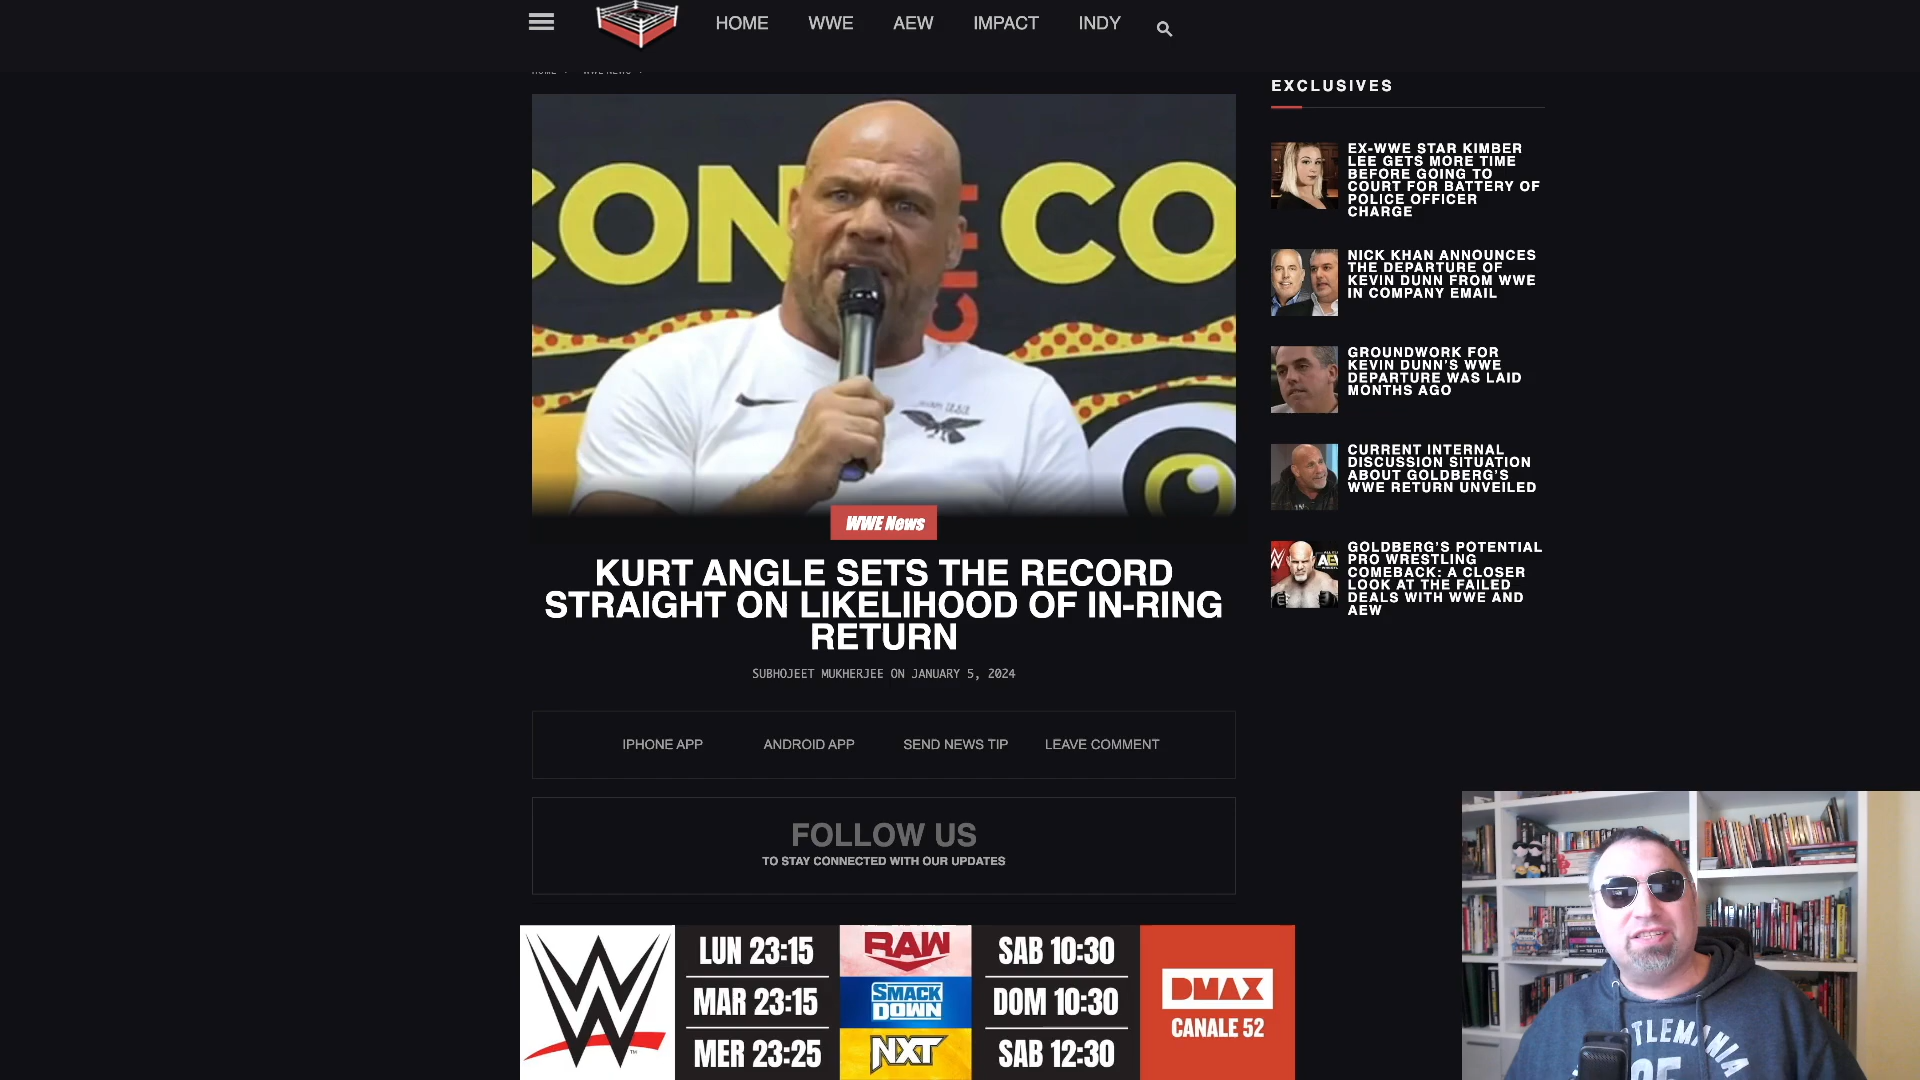 HOME
WWE
AEW
IMPACT
INDY
HOME
WWE NEWS
CON
CO
WWE News
KURT ANGLE SETS THE RECORD
STRAIGHT ON LIKELIHOOD OF IN-RING
RETURN
SUBHOJEET MUKHERJEE ON JANUARY 5, 2024
IPHONE APP
ANDROID APP
SEND NEWS TIP
LEAVE COMMENT
FOLLOW US
TO STAY CONNECTED WITH OUR UPDATES
EXCLUSIVES
EX-WWE STAR KIMBER
LEE GETS MORE TIME
BEFORE GOING TO
COURT FOR BATTERY OF
POLICE OFFICER
CHARGE
NICK KHAN ANNOUNCES
THE DEPARTURE OF
KEVIN DUNN FROM WWE
IN COMPANY EMAIL
GROUNDWORK FOR
KEVIN DUNN'S WWE
DEPARTURE WAS LAID
MONTHS AGO
CURRENT INTERNAL
DISCUSSION SITUATION
ABOUT GOLDBERG'S
WWE RETURN UNVEILED
GOLDBERG'S POTENTIAL
PRO WRESTLING
COMEBACK: A CLOSER
LOOK AT THE FAILED
DEALS WITH WWE AND
AEW
LUN 23:15
RAW
SAB 10:30
MAR 23:15
SMACK
DOWN
DOM 10:30
MER 23:25
NXT
SAB 12:30
DMAX
CANALE 52